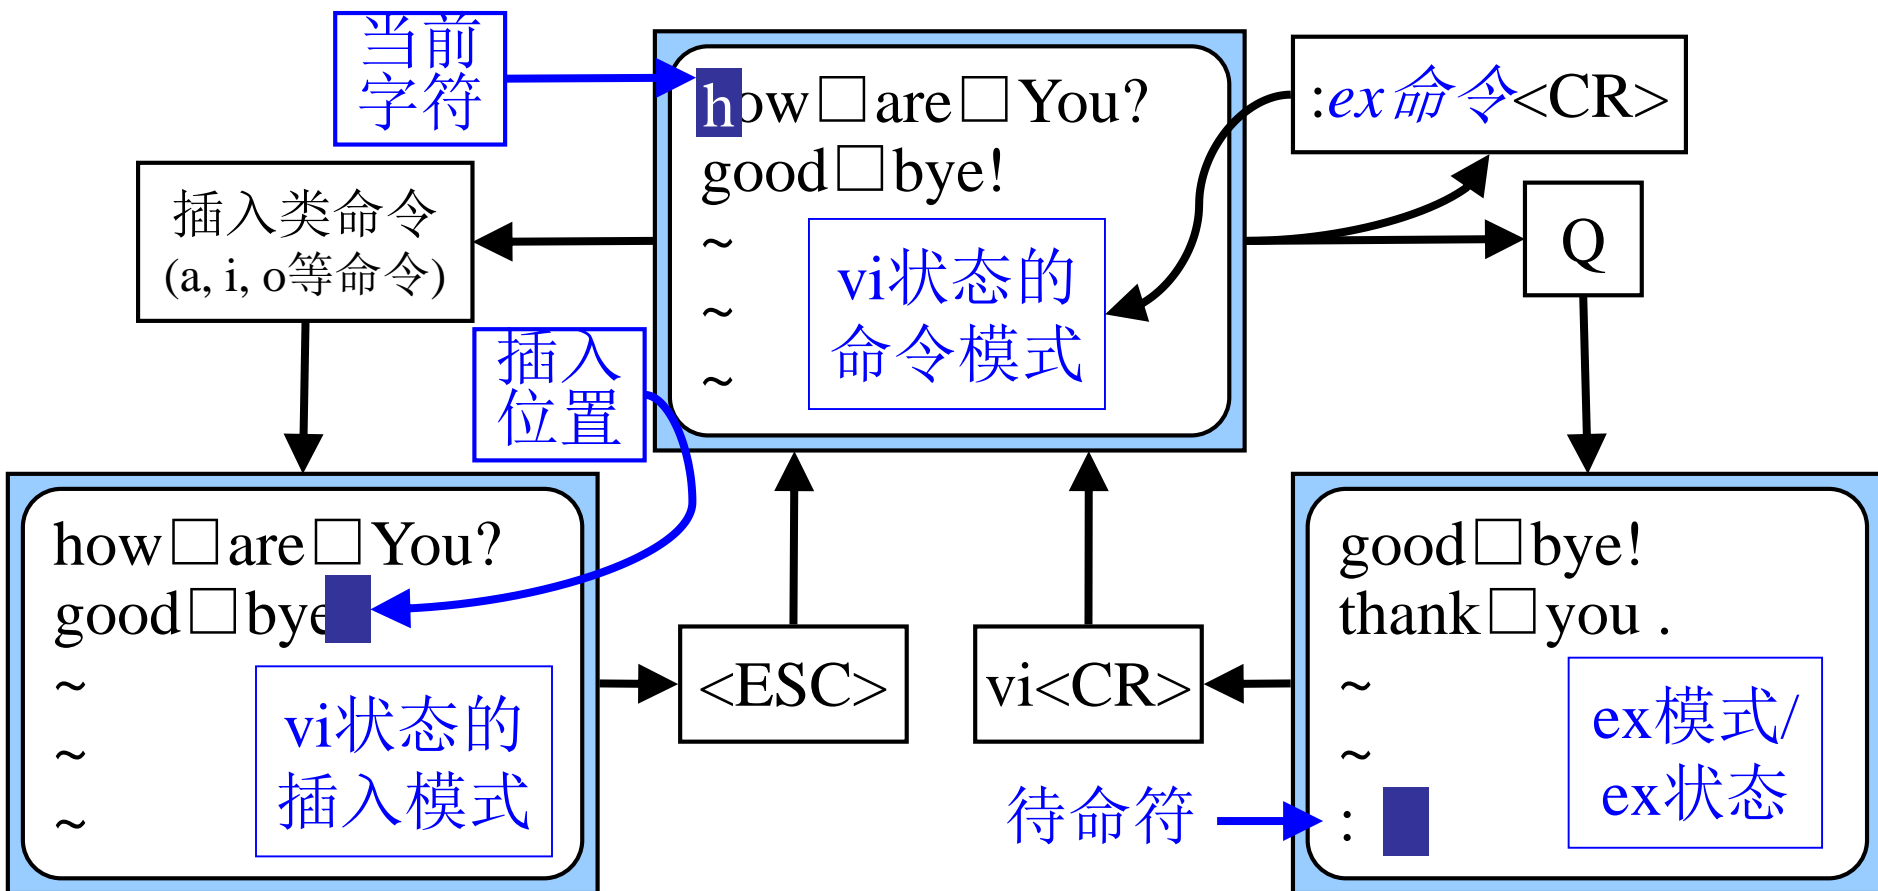 当前
字符
how□are□You?
good□bye!
~
~
~
vi状态的
命令模式
:ex命令<CR>
Q
插入类命令
(a, i, o等命令)
插入
位置
how□are□You?
good□bye
~
~
~
vi状态的
插入模式
<ESC>
vi<CR>
good□bye!
thank□you .
~
~
:
ex模式/
ex状态
待命符